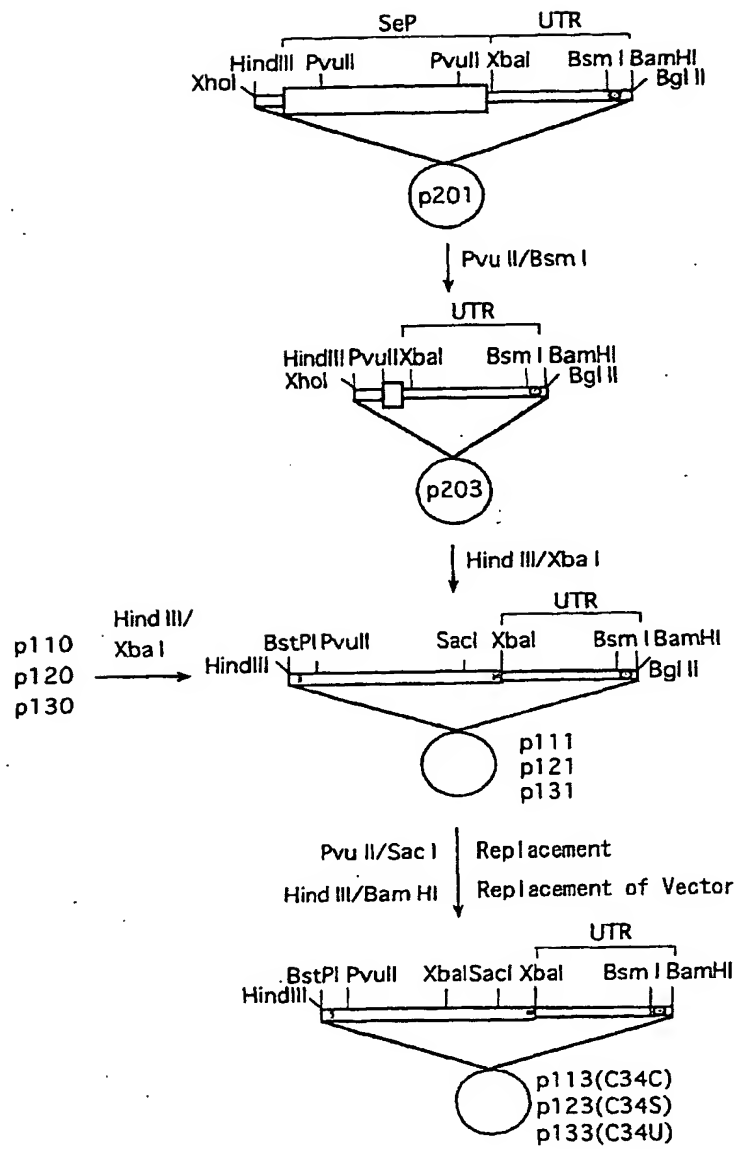 SeP UTR
HindIII PvuII PvuII XbaI Bsm I BamHI
XhoI Bgl II
p201
Pvu II/Bsm I
UTR
HindIII PvuII XbaI Bsm I BamHI
XhoI Bgl II
p203
Hind III/Xba I
p110
p120
p130
Hind III/
Xba I
UTR
BstPI PvuII SacI XbaI Bsm I BamHI
HindIII Bgl II
p111
p121
p131
Pvu II/Sac I Replacement
Hind III/Bam HI Replacement of Vector
UTR
BstPI PvuII XbaI SacI XbaI Bsm I BamHI
HindIII
p113(C34C)
p123(C34S)
p133(C34U)